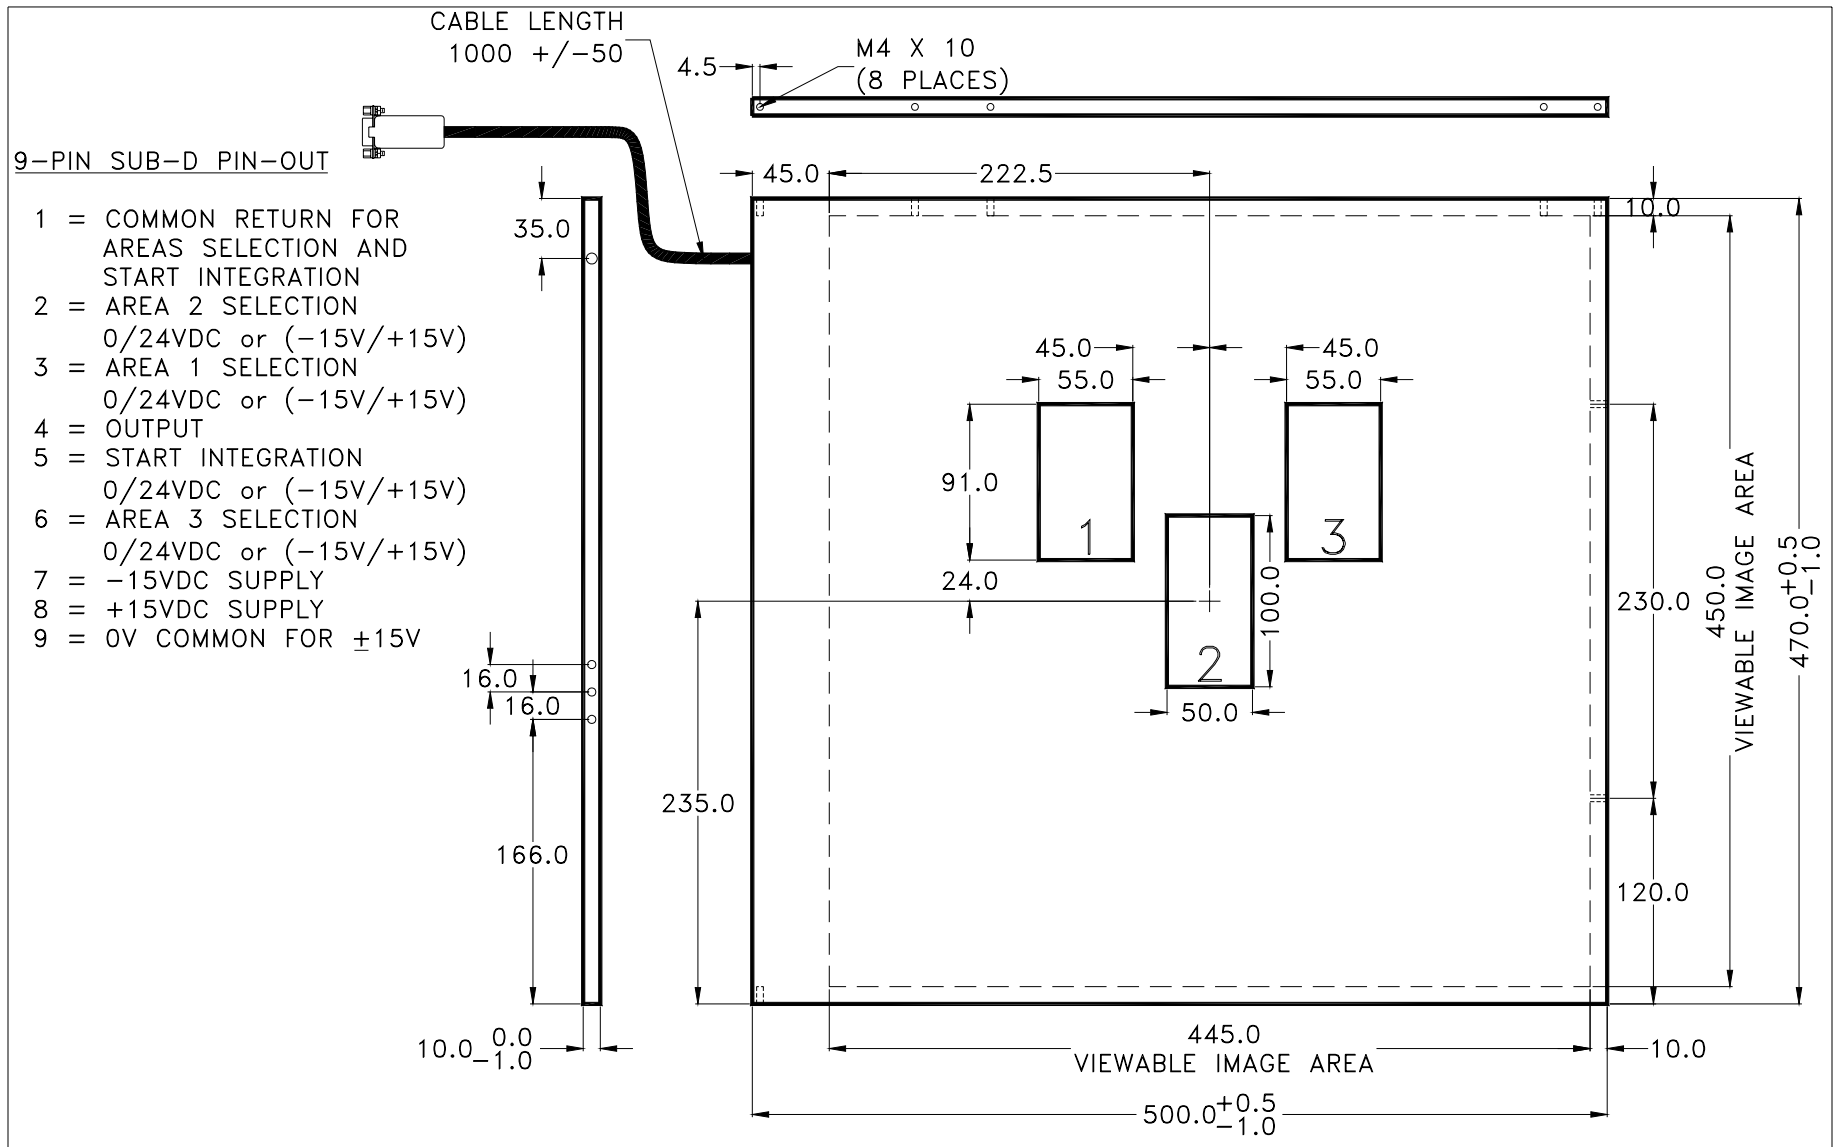 CABLE LENGTH
1000 +/-50
4.5
M4 X 10
(8 PLACES)
9-PIN SUB-D PIN-OUT
1 = COMMON RETURN FOR
AREAS SELECTION AND
START INTEGRATION
2 = AREA 2 SELECTION
0/24VDC or (-15V/+15V)
3 = AREA 1 SELECTION
0/24VDC or (-15V/+15V)
4 = OUTPUT
5 = START INTEGRATION
0/24VDC or (-15V/+15V)
6 = AREA 3 SELECTION
0/24VDC or (-15V/+15V)
7 = -15VDC SUPPLY
8 = +15VDC SUPPLY
9 = 0V COMMON FOR ±15V
35.0
16.0
16.0
166.0
10.0 0.0
-1.0
45.0
222.5
10.0
45.0
45.0
55.0
55.0
91.0
1
3
24.0
100.0
2
50.0
235.0
230.0
120.0
450.0
VIEWABLE IMAGE AREA
470.0 +0.5
-1.0
445.0
VIEWABLE IMAGE AREA
10.0
500.0 +0.5
-1.0